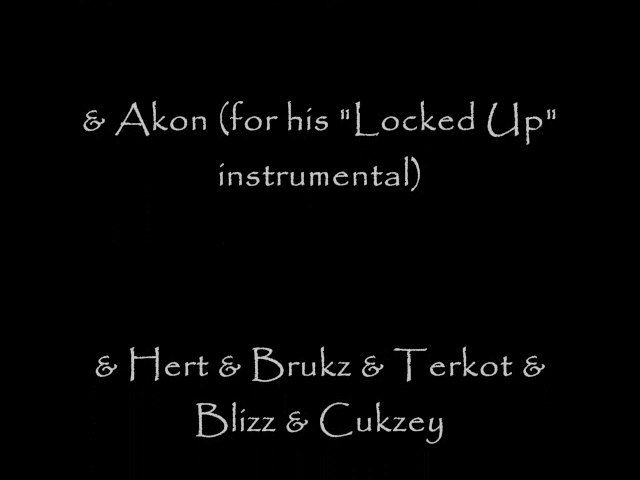 & Akon (for his "Locked Up"
instrumental)
& Hert & Brukz & Terkot &
Blizz & Cukzey